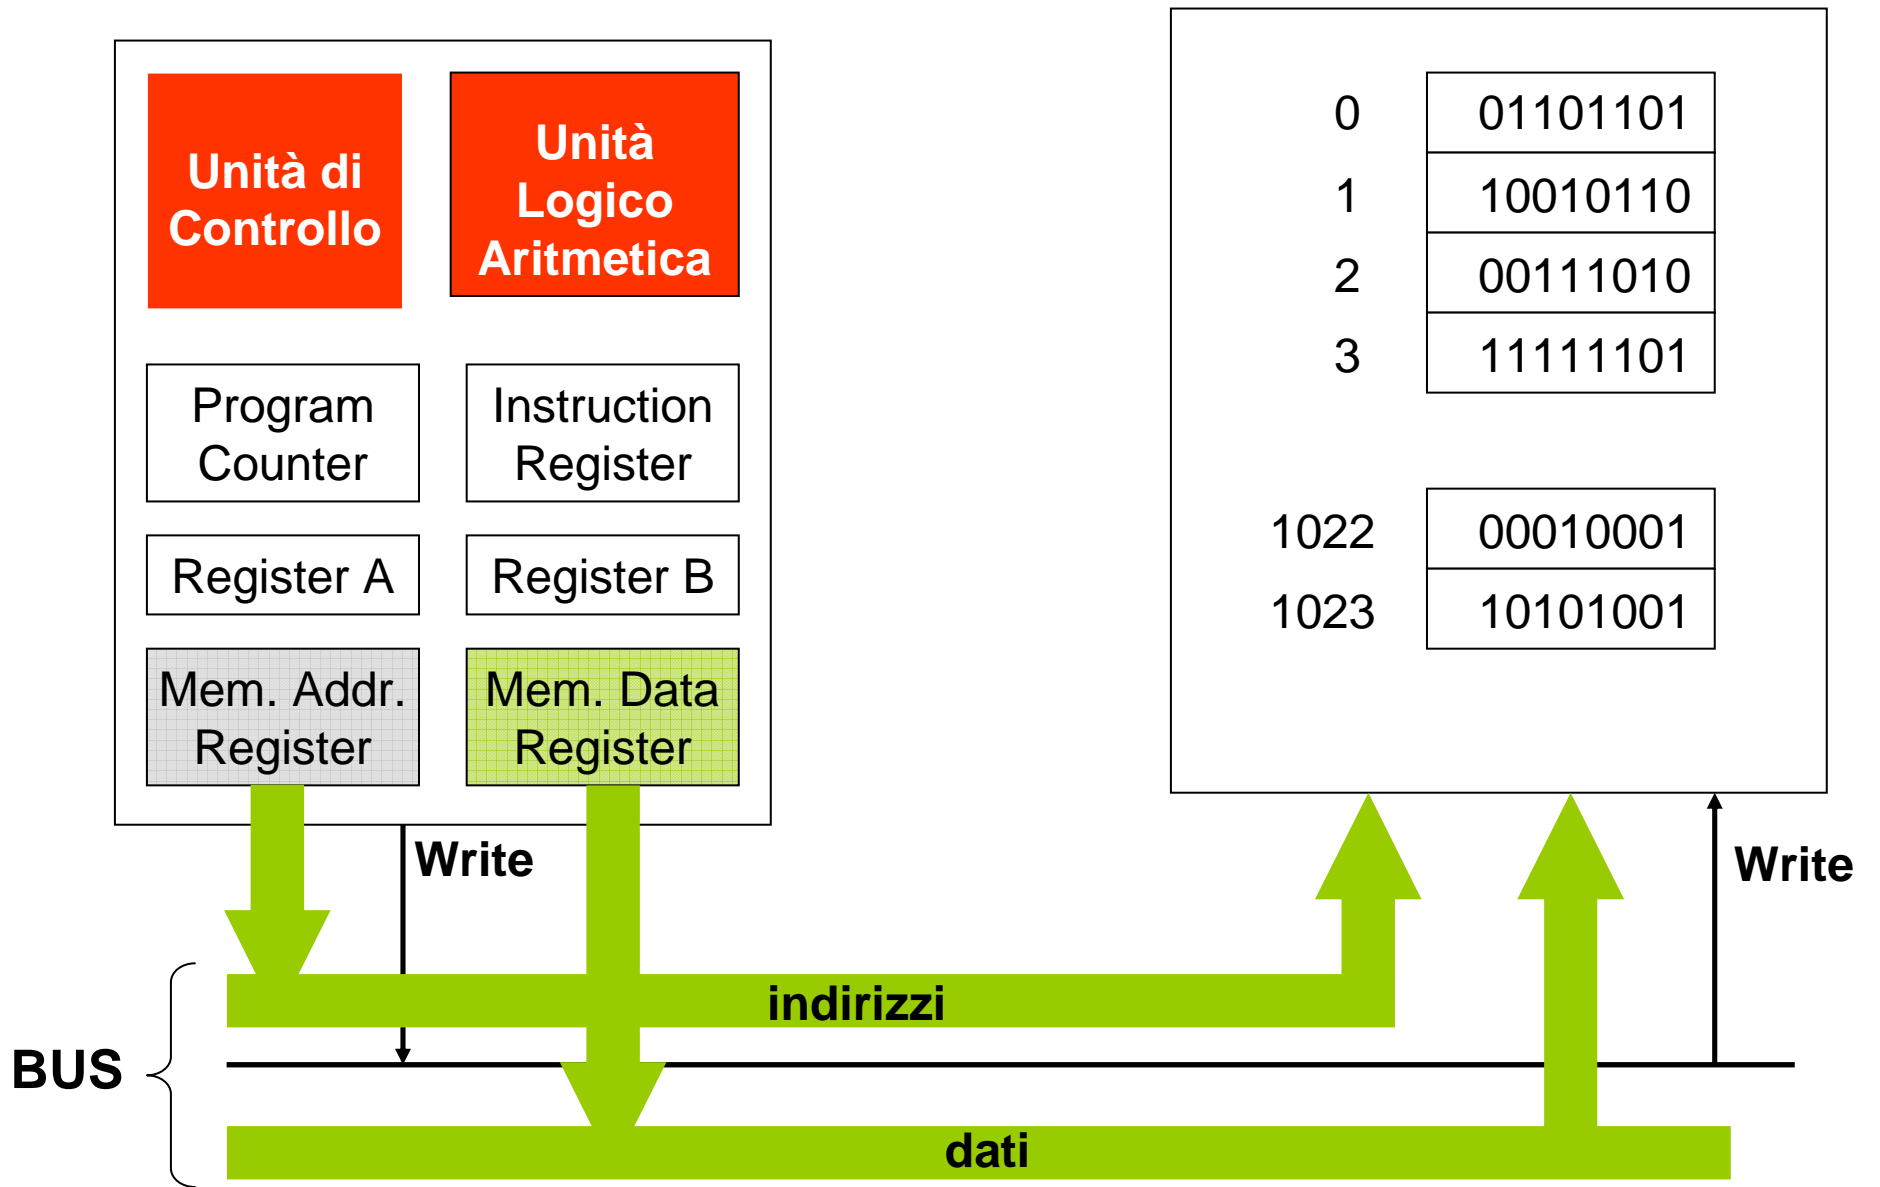 Unità di
Controllo
Unità
Logico
Aritmetica
Program
Counter
Instruction
Register
Register A
Register B
Mem. Addr.
Register
Mem. Data
Register
0 01101101
1 10010110
2 00111010
3 11111101
1022 00010001
1023 10101001
Write
Write
BUS
indirizzi
dati